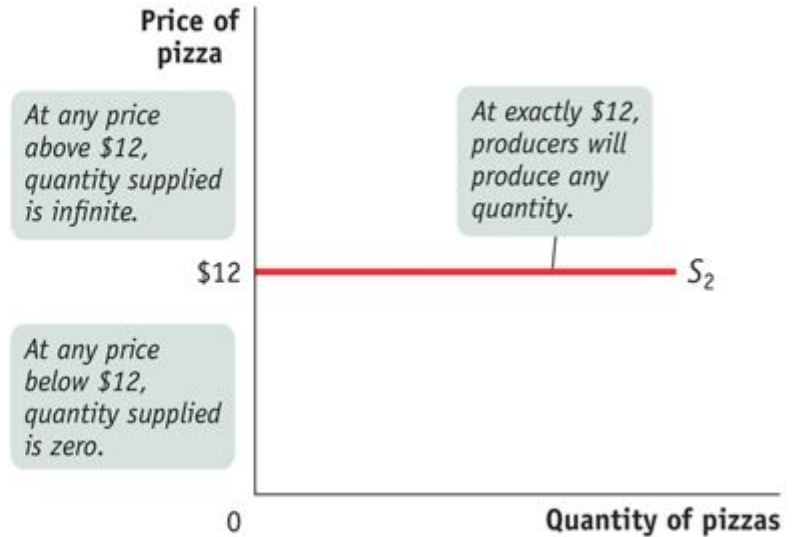 Price of
pizza
At any price
above $12,
quantity supplied
is infinite.
At exactly $12,
producers will
produce any
quantity.
$12
S₂
At any price
below $12,
quantity supplied
is zero.
0
Quantity of pizzas